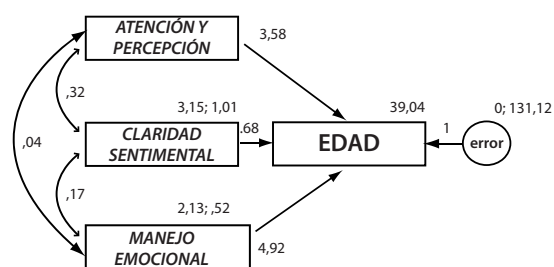 ATENCIÓN Y
PERCEPCIÓN
3,58
,32
3,15; 1,01
39,04
0; 131,12
,04
CLARIDAD
SENTIMENTAL
.68
EDAD
1
error
,17
2,13; ,52
MANEJO
EMOCIONAL
4,92